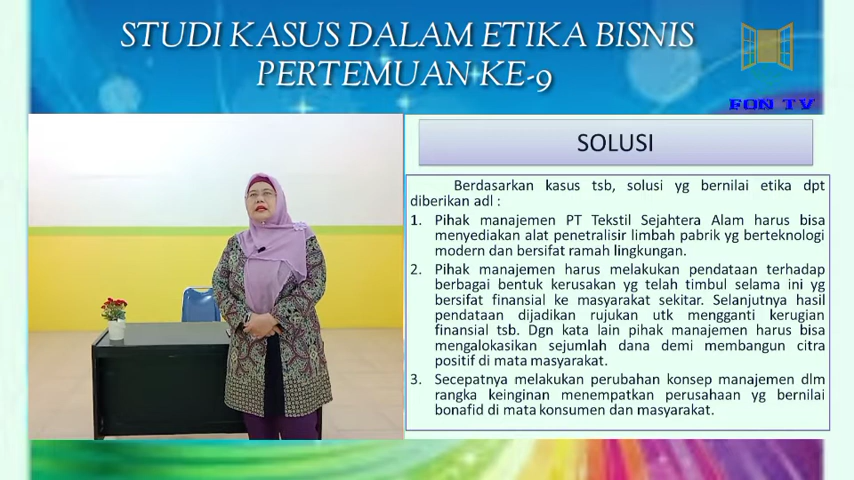 STUDI KASUS DALAM ETIKA BISNIS
PERTEMUAN KE-9
FON TV
SOLUSI
Berdasarkan kasus tsb, solusi yg bernilai etika dpt
diberikan adl :
1. Pihak manajemen PT Tekstil Sejahtera Alam harus bisa
menyediakan alat penetralisir limbah pabrik yg berteknologi
modern dan bersifat ramah lingkungan.
2. Pihak manajemen harus melakukan pendataan terhadap
berbagai bentuk kerusakan yg telah timbul selama ini yg
bersifat finansial ke masyarakat sekitar. Selanjutnya hasil
pendataan dijadikan rujukan utk mengganti kerugian
finansial tsb. Dgn kata lain pihak manajemen harus bisa
mengalokasikan sejumlah dana demi membangun citra
positif di mata masyarakat.
3. Secepatnya melakukan perubahan konsep manajemen dlm
rangka keinginan menempatkan perusahaan yg bernilai
bonafid di mata konsumen dan masyarakat.